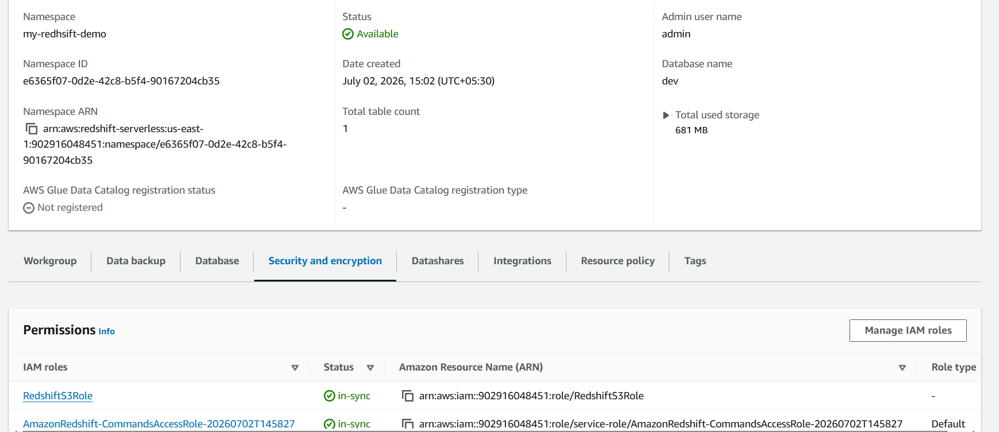 Namespace
my-redhsift-demo
Namespace ID
e6365f07-0d2e-42c8-b5f4-90167204cb35
Namespace ARN
arn:aws:redshift-serverless:us-east-
1:902916048451:namespace/e6365f07-0d2e-42c8-b5f4-
90167204cb35
AWS Glue Data Catalog registration status
Not registered
Status
Available
Date created
July 02, 2026, 15:02 (UTC+05:30)
Total table count
1
AWS Glue Data Catalog registration type
-
Admin user name
admin
Database name
dev
Total used storage
681 MB
Workgroup
Data backup
Database
Security and encryption
Datashares
Integrations
Resource policy
Tags
Permissions Info
Manage IAM roles
IAM roles Status Amazon Resource Name (ARN) Role type
RedshiftS3Role in-sync arn:aws:iam::902916048451:role/RedshiftS3Role -
AmazonRedshift-CommandsAccessRole-20260702T145827 in-sync arn:aws:iam::902916048451:role/service-role/AmazonRedshift-CommandsAccessRole-20260702T145827 Default